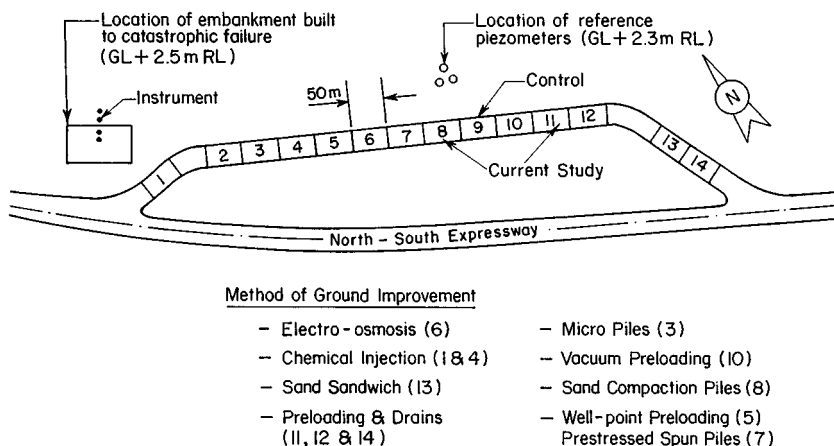 Location of embankment built
to catastrophic failure
(GL + 2.5m RL)
Location of reference
piezometers (GL + 2.3m RL)
Instrument
50m
Control
N
1 2 3 4 5 6 7 8 9 10 11 12 13 14
Current Study
North - South Expressway
Method of Ground Improvement
- Electro-osmosis (6)
- Chemical Injection (1 & 4)
- Sand Sandwich (13)
- Preloading & Drains
(11, 12 & 14)
- Micro Piles (3)
- Vacuum Preloading (10)
- Sand Compaction Piles (8)
- Well-point Preloading (5)
Prestressed Spun Piles (7)